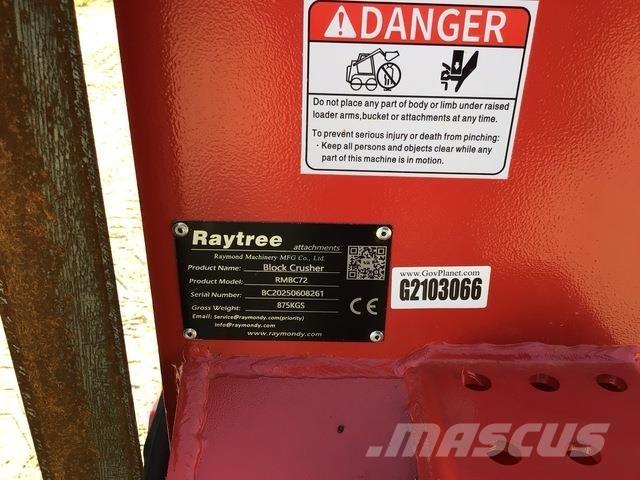 DANGER
Do not place any part of body or limb under raised
loader arms,bucket or attachments at any time.
To prevent serious injury or death from pinching:
· Keep all persons and objects clear while any
part of this machine is in motion.
Raytree attachments
Raymond Machinery MFG Co., Ltd.
Product Name: Block Crusher
Product Model: RMBC72
Serial Number: BC20250608261
Gross Weight: 875KGS
CE
Email: Service@raymondy.com(priority)
info@raymondy.com
www.raymondy.com
www.GovPlanet.com
G2103066
MASCUS